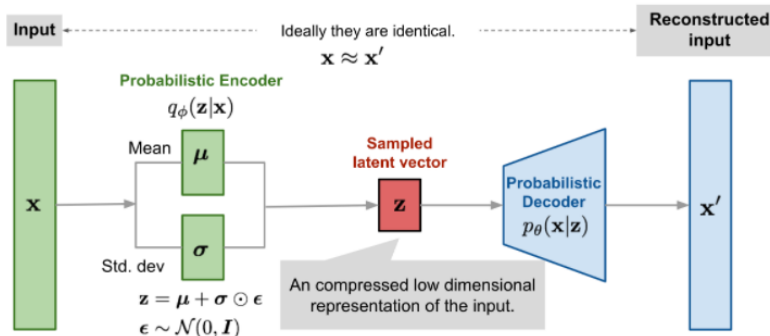 Input
Ideally they are identical.
x ≈ x′
Reconstructed
input
Probabilistic Encoder
qϕ(z|x)
Mean
μ
Sampled
latent vector
x
z
Probabilistic
Decoder
pθ(x|z)
x′
σ
Std. dev
z = μ + σ ⊙ ϵ
ϵ ∼ 𝒩(0, I)
An compressed low dimensional
representation of the input.